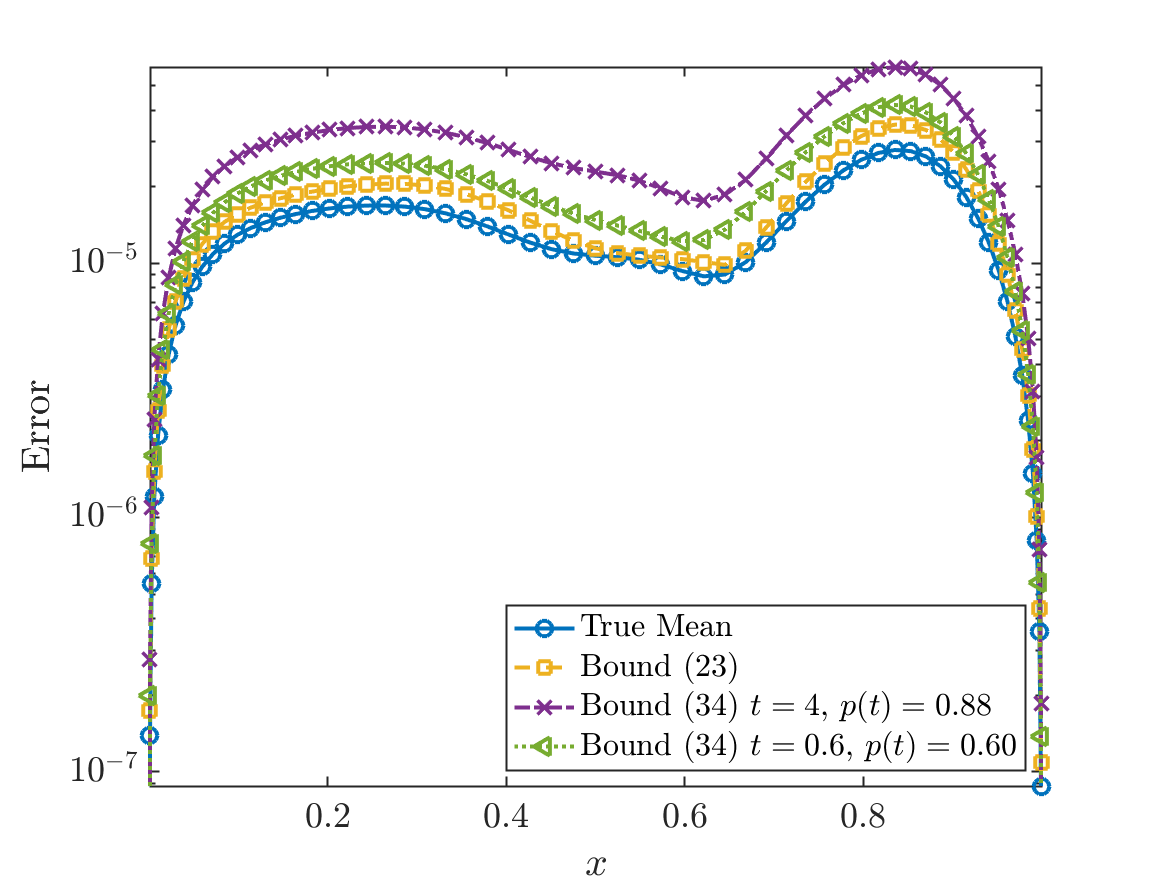 Error
10⁻⁵
10⁻⁶
10⁻⁷
True Mean
Bound (23)
Bound (34) t = 4, p(t) = 0.88
Bound (34) t = 0.6, p(t) = 0.60
0.2 0.4 0.6 0.8
x